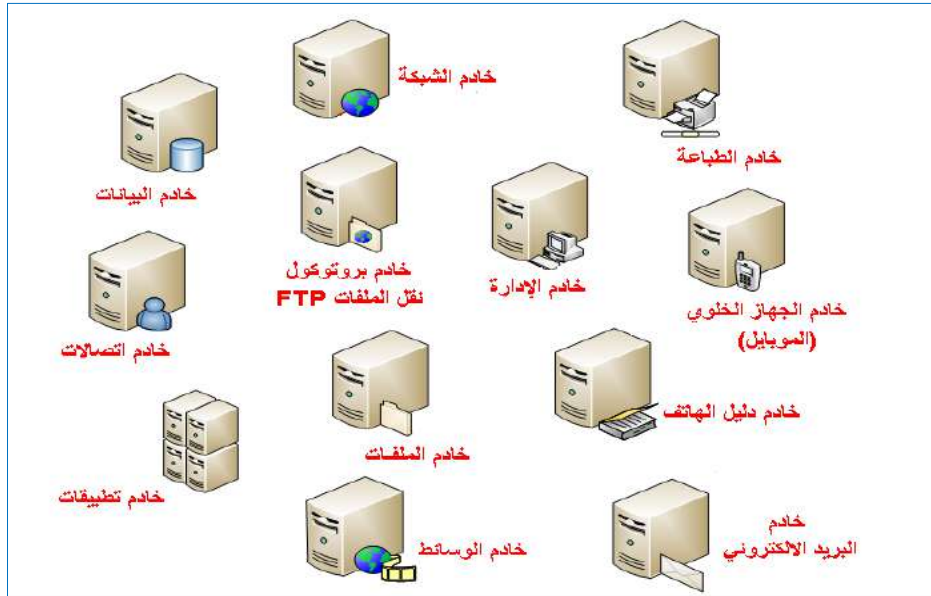 خادم الشبكة
خادم الطباعة
خادم البيانات
خادم بروتوكول
نقل الملفات FTP
خادم الإدارة
خادم الجهاز الخلوي
(الموبايل)
خادم اتصالات
خادم دليل الهاتف
خادم الملفات
خادم تطبيقات
خادم الوسائط
خادم
البريد الالكتروني